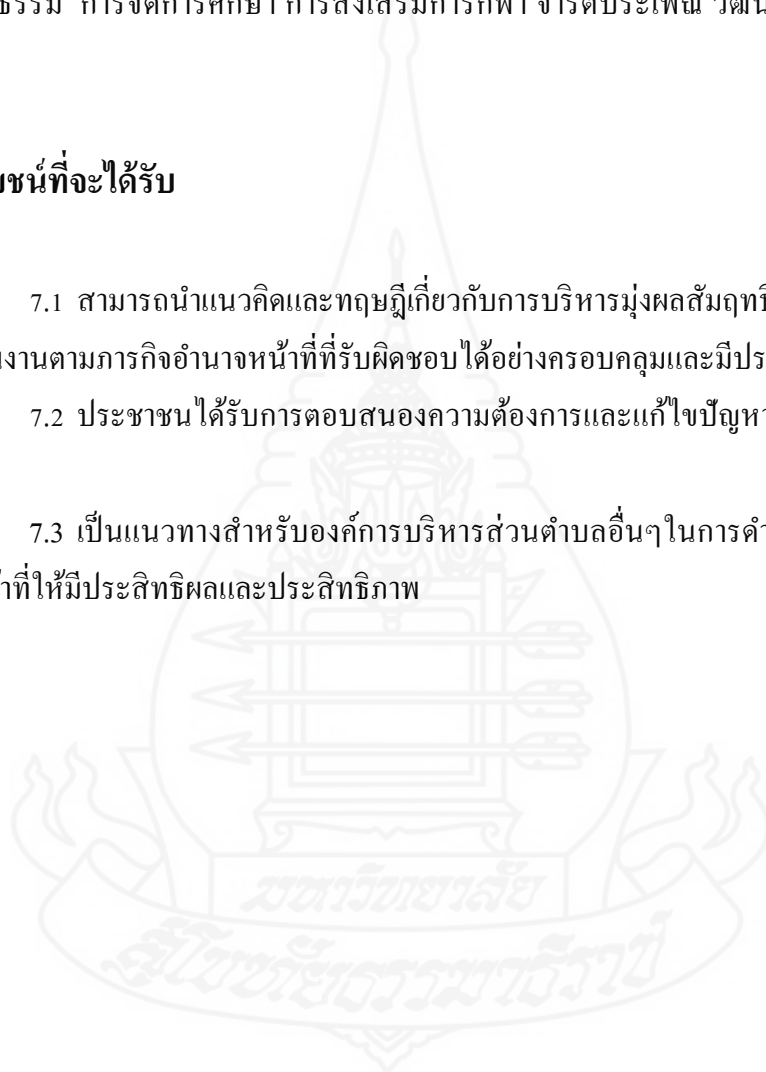 ธรรม การจัดการศึกษา การส่งเสริมการกีฬา จารีตประเพณี วัฒน
ยชน์ที่จะได้รับ
7.1 สามารถนำแนวคิดและทฤษฎีเกี่ยวกับการบริหารมุ่งผลสัมฤทธิ
นงานตามภารกิจอำนาจหน้าที่ที่รับผิดชอบได้อย่างครอบคลุมและมีประ
7.2 ประชาชนได้รับการตอบสนองความต้องการและแก้ไขปัญหา
7.3 เป็นแนวทางสำหรับองค์การบริหารส่วนตำบลอื่นๆในการดำ
าที่ให้มีประสิทธิผลและประสิทธิภาพ
มหาวิทยาลัย
สุโขทัยธรรมาธิราช